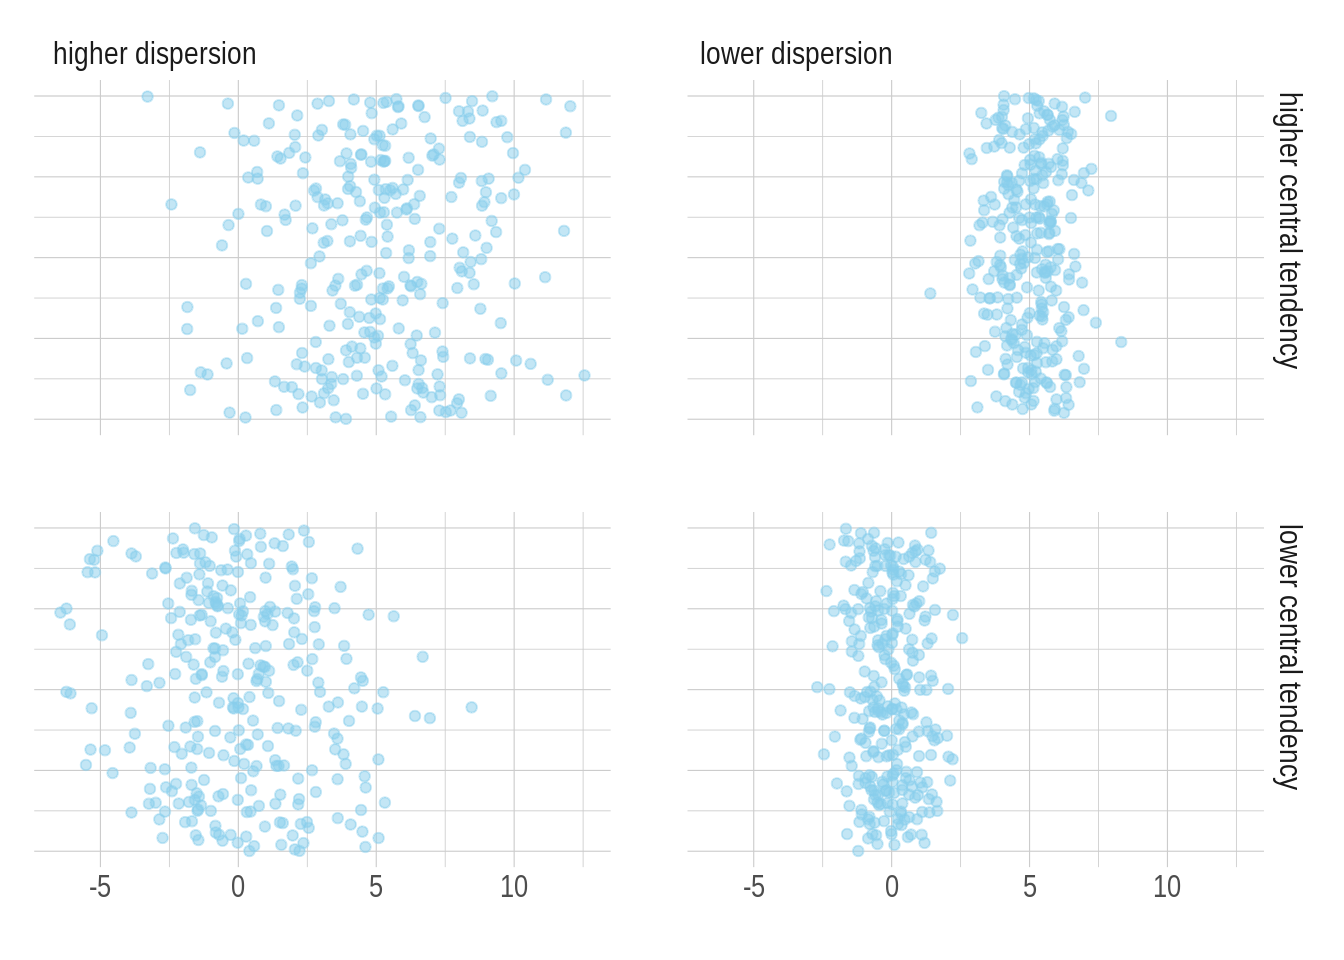 higher dispersion
lower dispersion
higher central tendency
lower central tendency
-5 0 5 10
-5 0 5 10